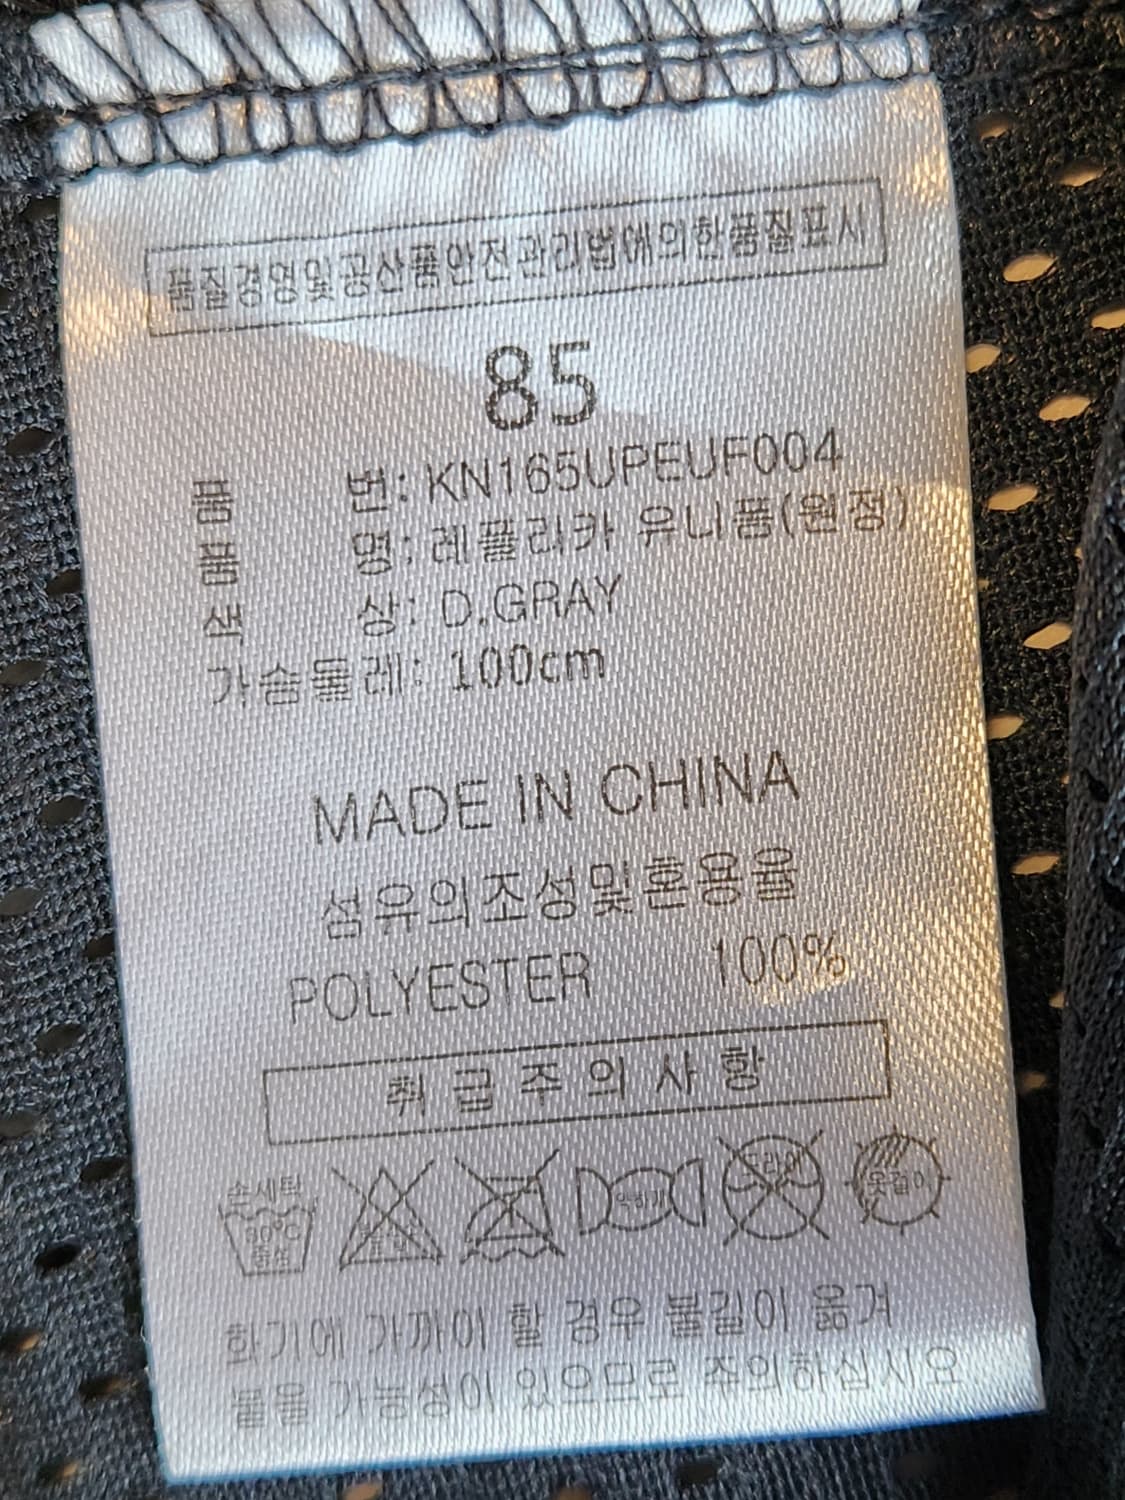 품질경영및공산품안전관리법에의한품질표시
85
품 번: KN165UPEUF004
품 명: 레플리카 유니폼(원정)
색 상: D.GRAY
가슴둘레: 100cm
MADE IN CHINA
섬유의조성및혼용율
POLYESTER 100%
취급주의사항
손세탁
30°C
중성
약하게
드라이
옷걸이
화기에 가까이 할 경우 불길이 옮겨
붙을 가능성이 있으므로 주의하십시요